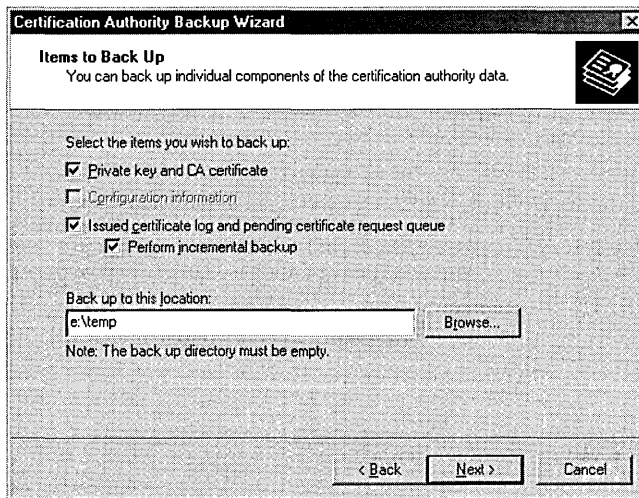 Certification Authority Backup Wizard
Items to Back Up
You can back up individual components of the certification authority data.
Select the items you wish to back up:
Private key and CA certificate
Configuration information
Issued certificate log and pending certificate request queue
Perform incremental backup
Back up to this location:
e:\temp
Browse...
Note: The back up directory must be empty.
< Back
Next >
Cancel